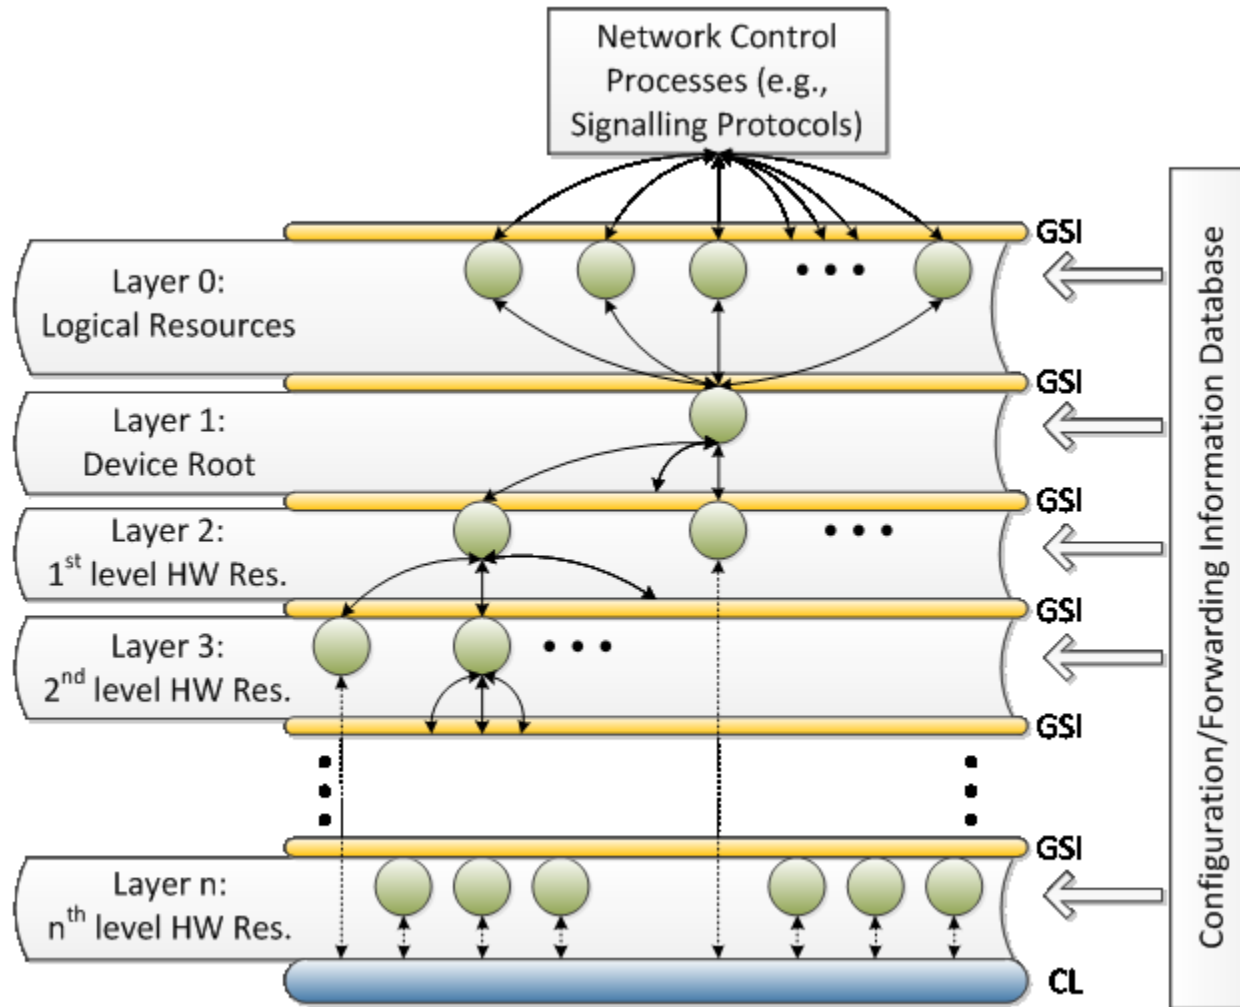 Network Control
Processes (e.g.,
Signalling Protocols)
GSI
Layer 0:
Logical Resources
GSI
Layer 1:
Device Root
GSI
Layer 2:
1st level HW Res.
GSI
Layer 3:
2nd level HW Res.
GSI
GSI
Layer n:
nth level HW Res.
CL
Configuration/Forwarding Information Database